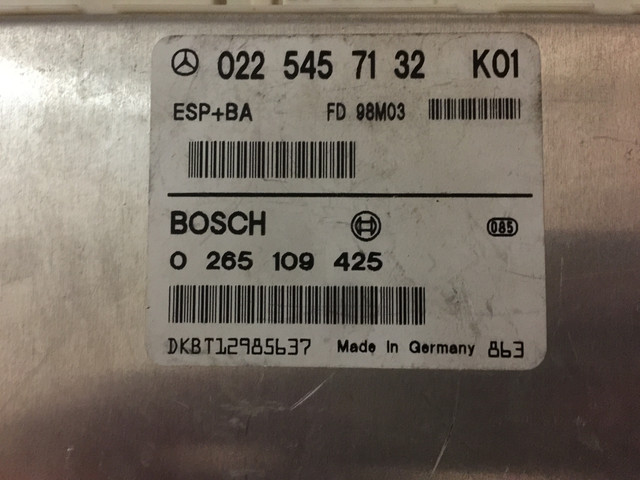 022 545 71 32 K01
ESP+BA FD 98M03
BOSCH 085
0 265 109 425
DKBT12985637 Made in Germany 863